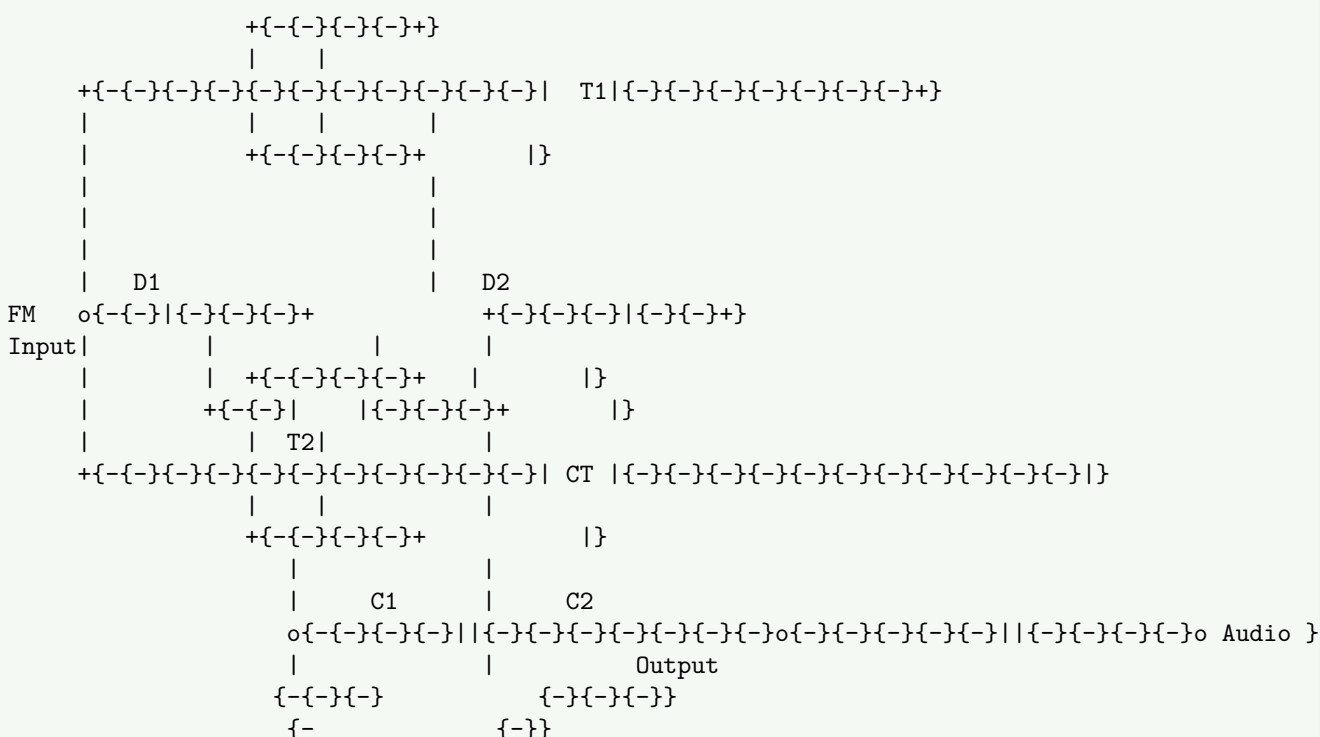 +{-{-}{-}{-}+}
|    |
+{-{-}{-}{-}{-}{-}{-}{-}{-}{-}{-}|  T1|{-}{-}{-}{-}{-}{-}{-}+}
|           |    |       |
|           +{-{-}{-}{-}+       |}
|                        |
|                        |
|                        |
|   D1                   |   D2
FM   o{-{-}|{-}{-}{-}+            +{-}{-}{-}|{-}{-}+}
Input|        |           |       |
|        |  +{-{-}{-}{-}+   |       |}
|        +{-{-}|    |{-}{-}{-}+       |}
|           |  T2|           |
+{-{-}{-}{-}{-}{-}{-}{-}{-}{-}{-}| CT |{-}{-}{-}{-}{-}{-}{-}{-}{-}{-}{-}|}
|    |           |
+{-{-}{-}{-}+           |}
|             |
|     C1      |     C2
o{-{-}{-}{-}||{-}{-}{-}{-}{-}{-}{-}o{-}{-}{-}{-}{-}||{-}{-}{-}{-}o Audio }
|             |          Output
{-{-}{-}           {-}{-}{-}}
{-             {-}}